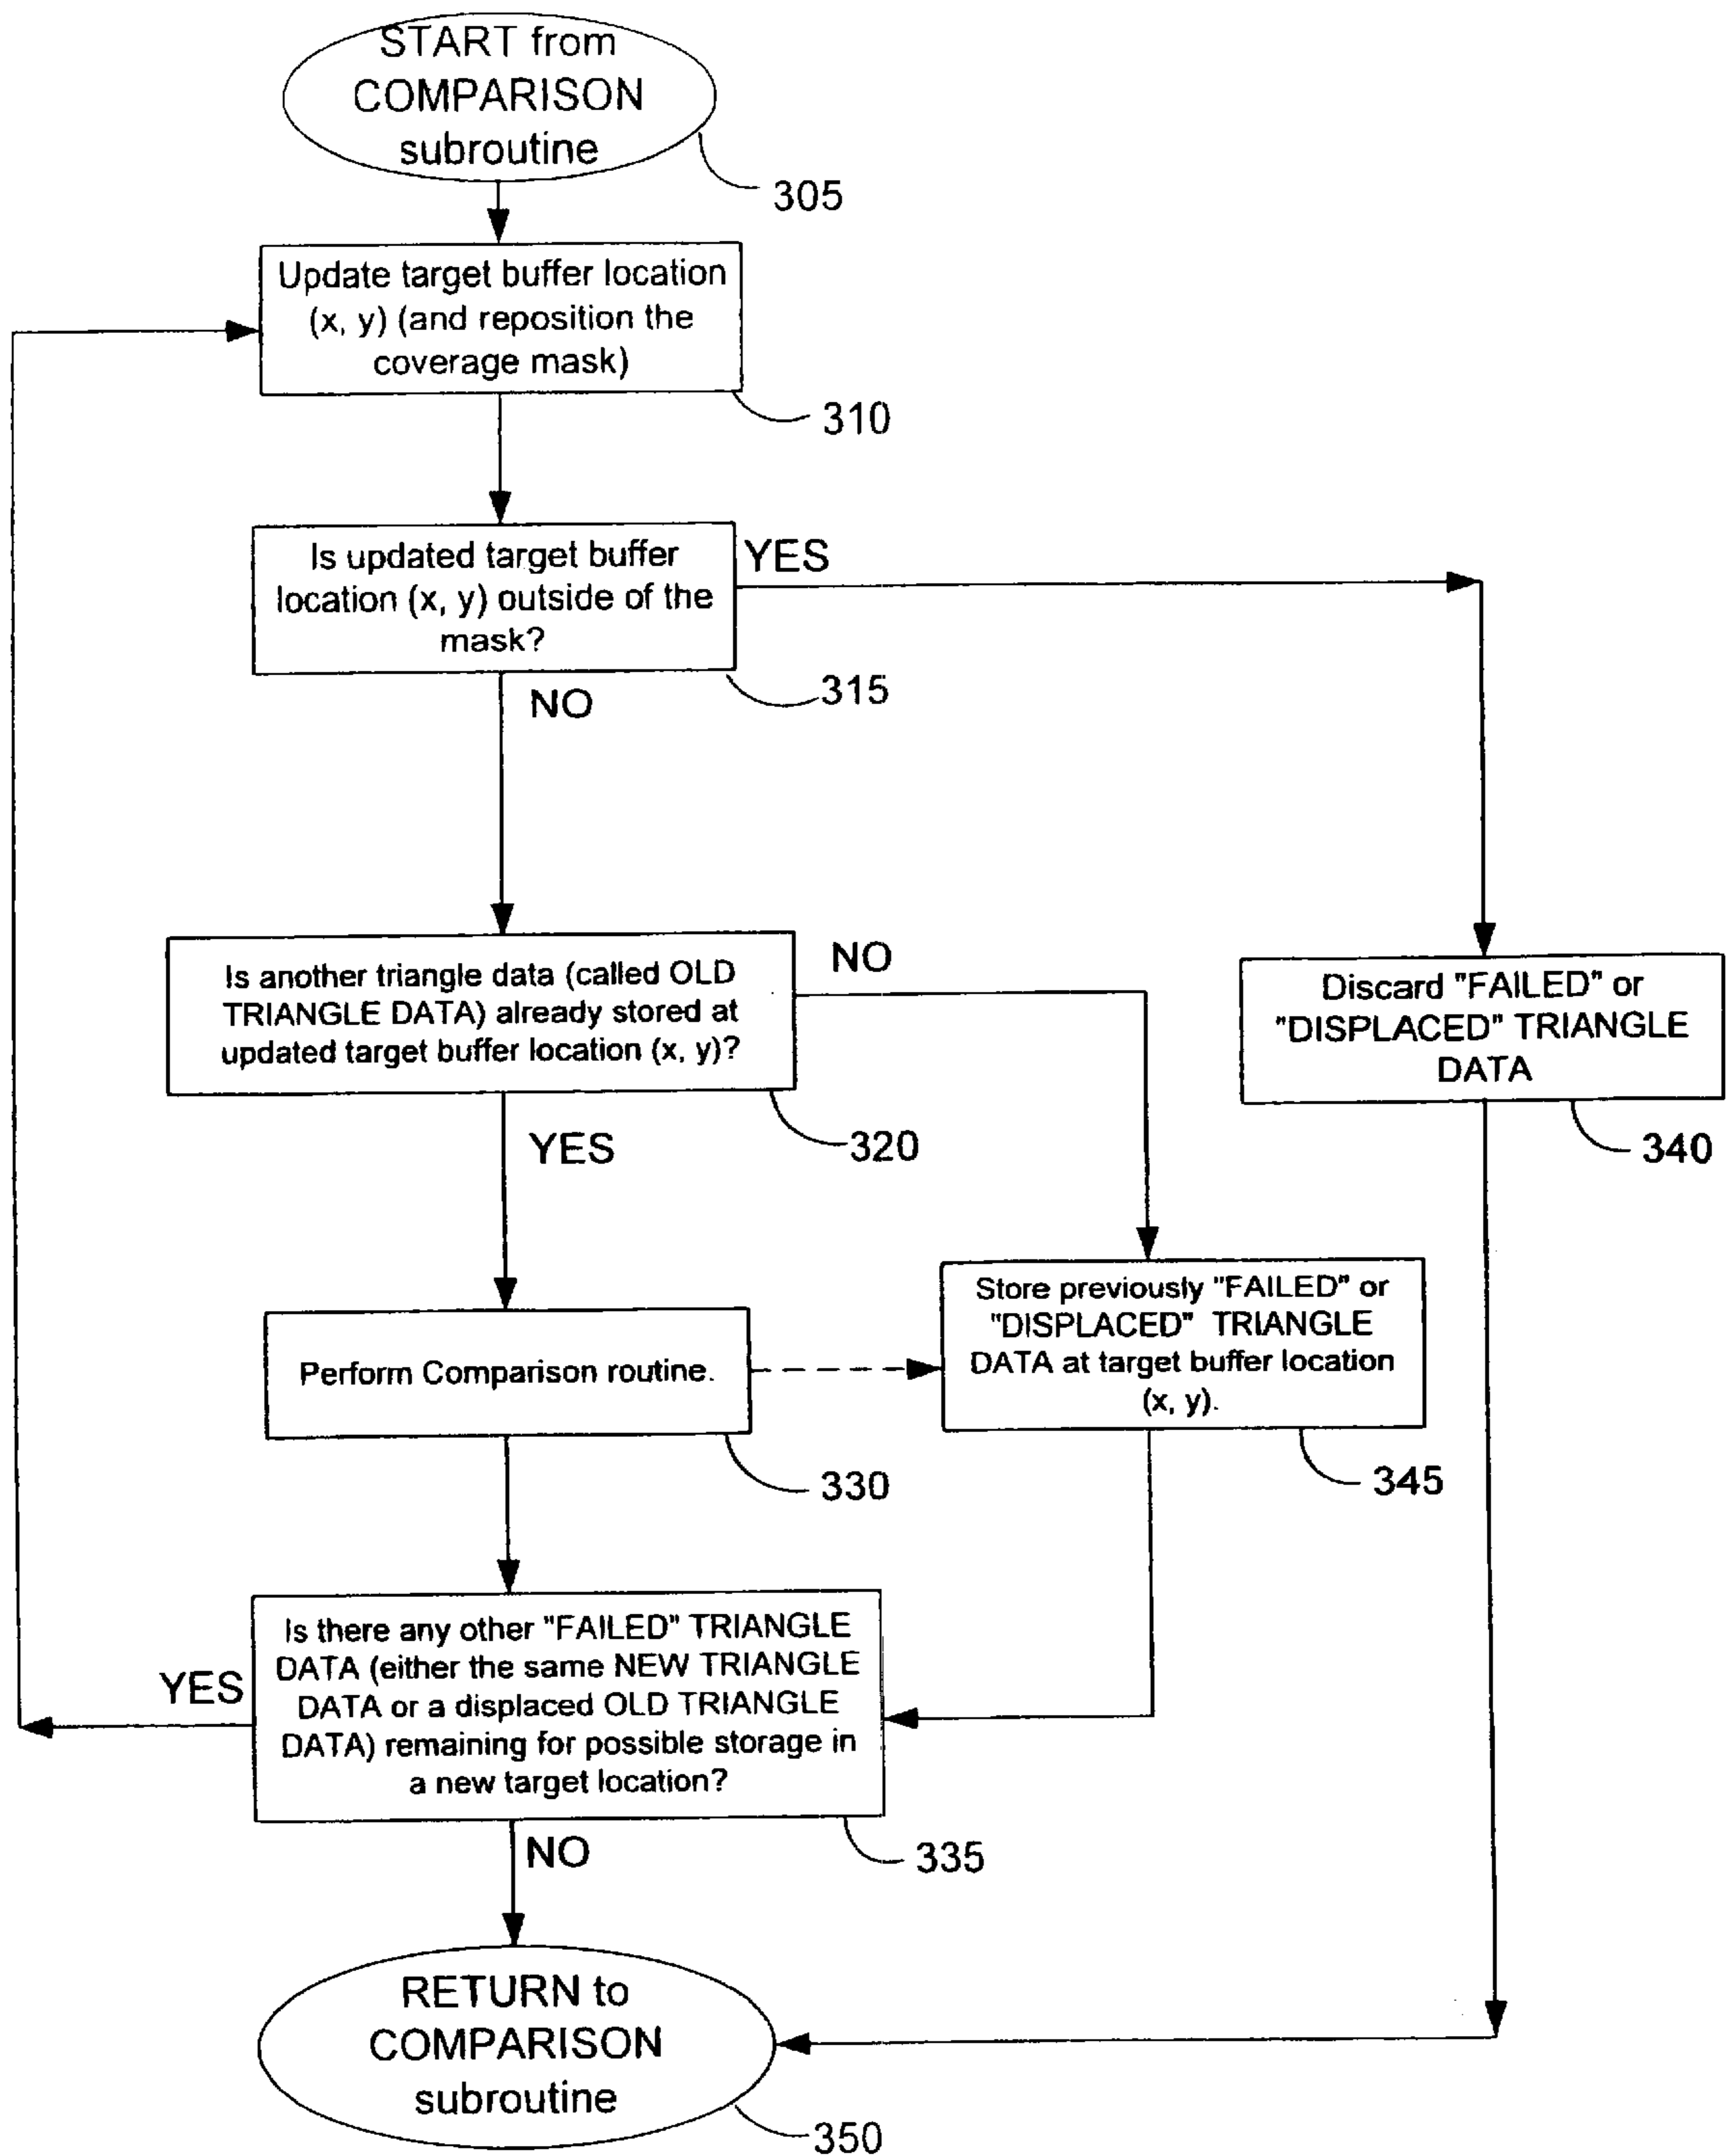 START from
COMPARISON
subroutine
305
Update target buffer location
(x, y) (and reposition the
coverage mask)
310
Is updated target buffer
location (x, y) outside of the
mask?
YES
315
NO
Is another triangle data (called OLD
TRIANGLE DATA) already stored at
updated target buffer location (x, y)?
NO
320
YES
Discard "FAILED" or
"DISPLACED" TRIANGLE
DATA
340
Perform Comparison routine.
330
Store previously "FAILED" or
"DISPLACED" TRIANGLE
DATA at target buffer location
(x, y).
345
Is there any other "FAILED" TRIANGLE
DATA (either the same NEW TRIANGLE
DATA or a displaced OLD TRIANGLE
DATA) remaining for possible storage in
a new target location?
YES
335
NO
RETURN to
COMPARISON
subroutine
350